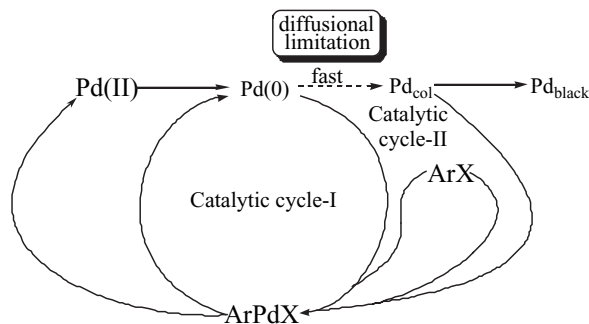 diffusional
limitation
Pd(II) Pd(0) fast Pdcol Pdblack
Catalytic
cycle-II
ArX
Catalytic cycle-I
ArPdX